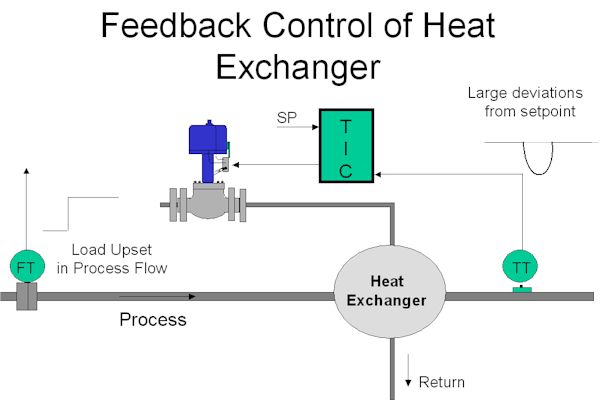 Feedback Control of Heat
Exchanger
Large deviations
from setpoint
SP
T
I
C
Load Upset
in Process Flow
FT
TT
Heat
Exchanger
Process
Return